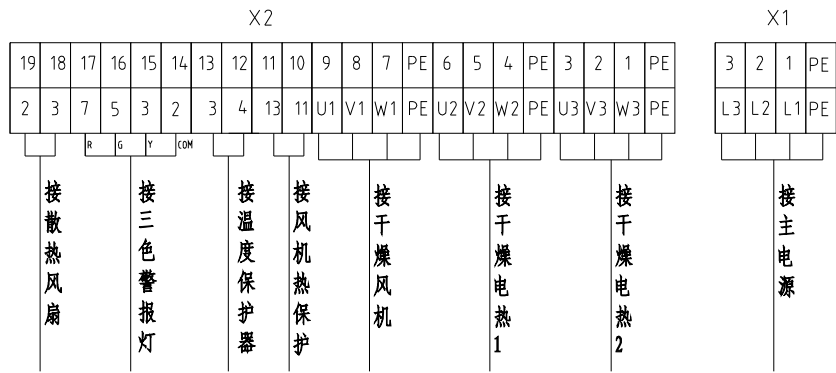 X2 X1
19 18 17 16 15 14 13 12 11 10 9 8 7 PE 6 5 4 PE 3 2 1 PE 3 2 1 PE
2 3 7 5 3 2 3 4 13 11 U1 V1 W1 PE U2 V2 W2 PE U3 V3 W3 PE L3 L2 L1 PE
R G Y COM
接散热风扇
接三色警报灯
接温度保护器
接风机热保护
接干燥风机
接干燥电热1
接干燥电热2
接主电源